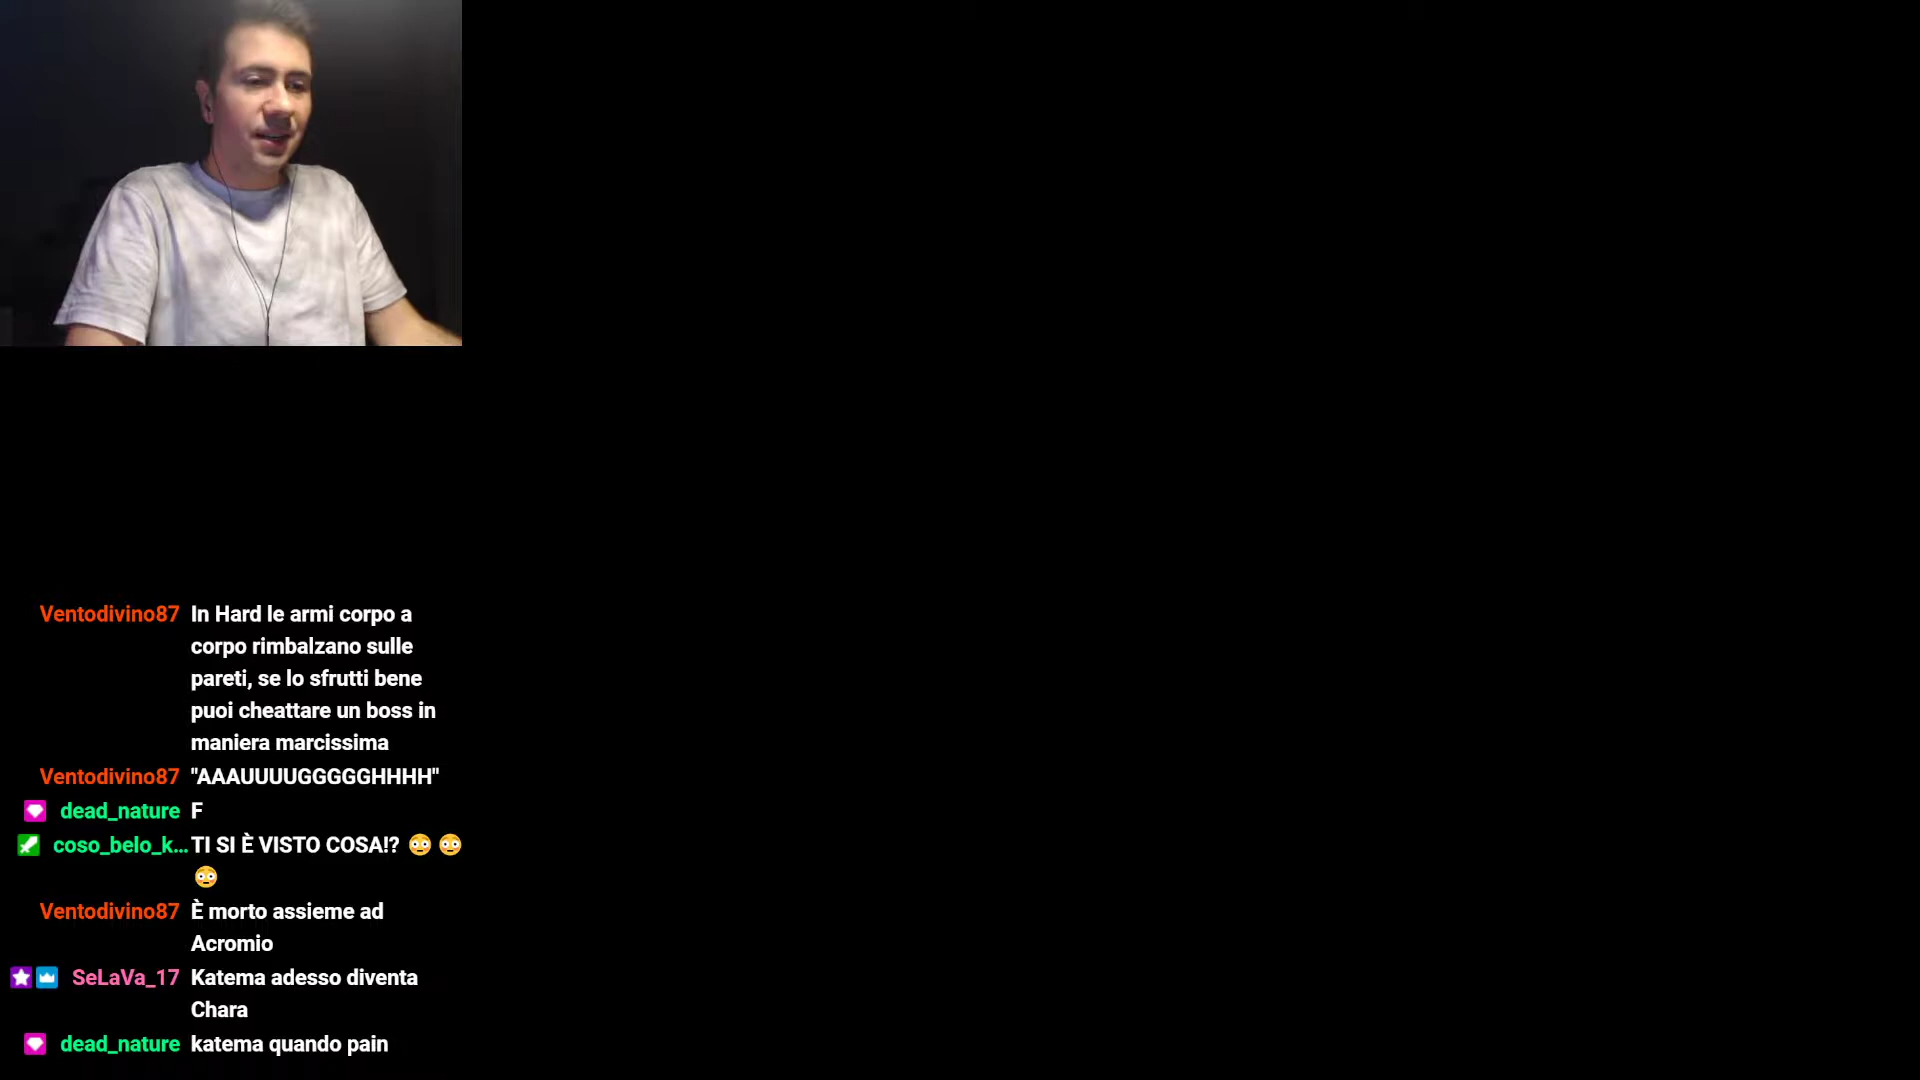 Ventodivino87 In Hard le armi corpo a
corpo rimbalzano sulle
pareti, se lo sfrutti bene
puoi cheattare un boss in
maniera marcissima
Ventodivino87 "AAAUUUUGGGGGHHHH"
dead_nature F
coso_belo_k... TI SI È VISTO COSA!? 😳 😳
😳
Ventodivino87 È morto assieme ad
Acromio
SeLaVa_17 Katema adesso diventa
Chara
dead_nature katema quando pain